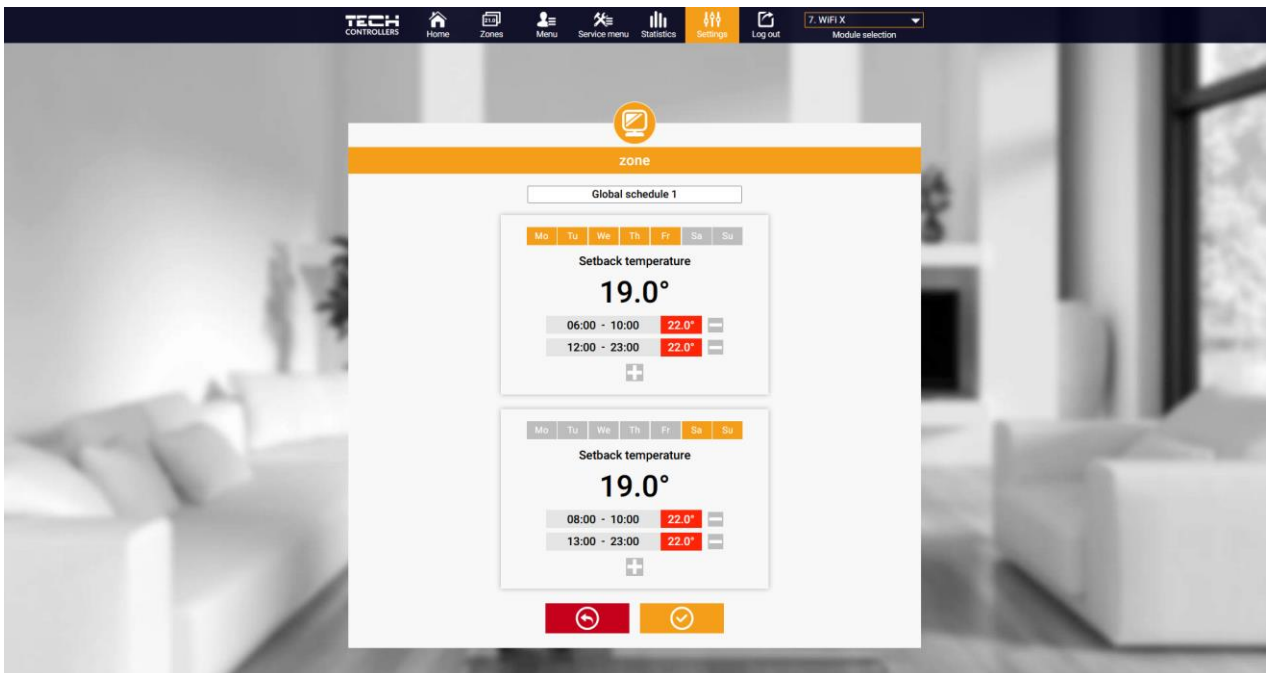 TECH
CONTROLLERS
Home
21.0
Zones
Menu
Service menu
Statistics
Settings
Log out
7. WiFi X
Module selection
zone
Global schedule 1
Mo Tu We Th Fr Sa Su
Setback temperature
19.0°
06:00 - 10:00 22.0°
12:00 - 23:00 22.0°
Mo Tu We Th Fr Sa Su
Setback temperature
19.0°
08:00 - 10:00 22.0°
13:00 - 23:00 22.0°